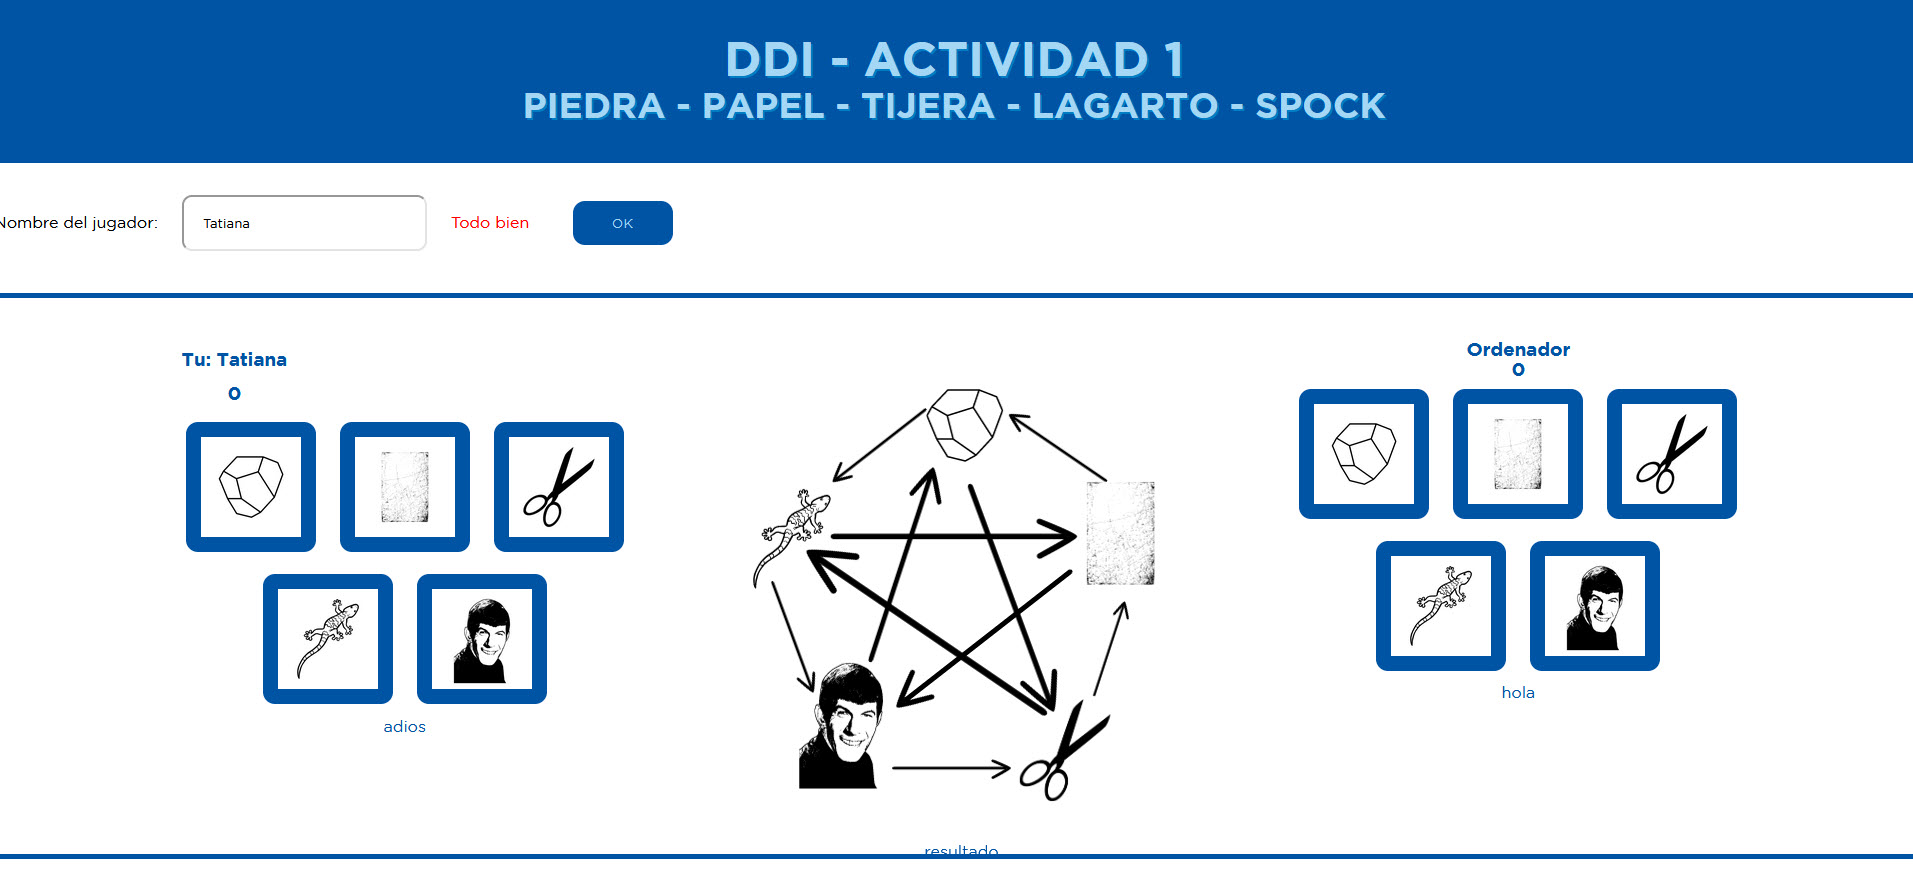 DDI - ACTIVIDAD 1
PIEDRA - PAPEL - TIJERA - LAGARTO - SPOCK
Nombre del jugador: Tatiana Todo bien OK
Tu: Tatiana
0
adios
resultado
Ordenador
0
hola